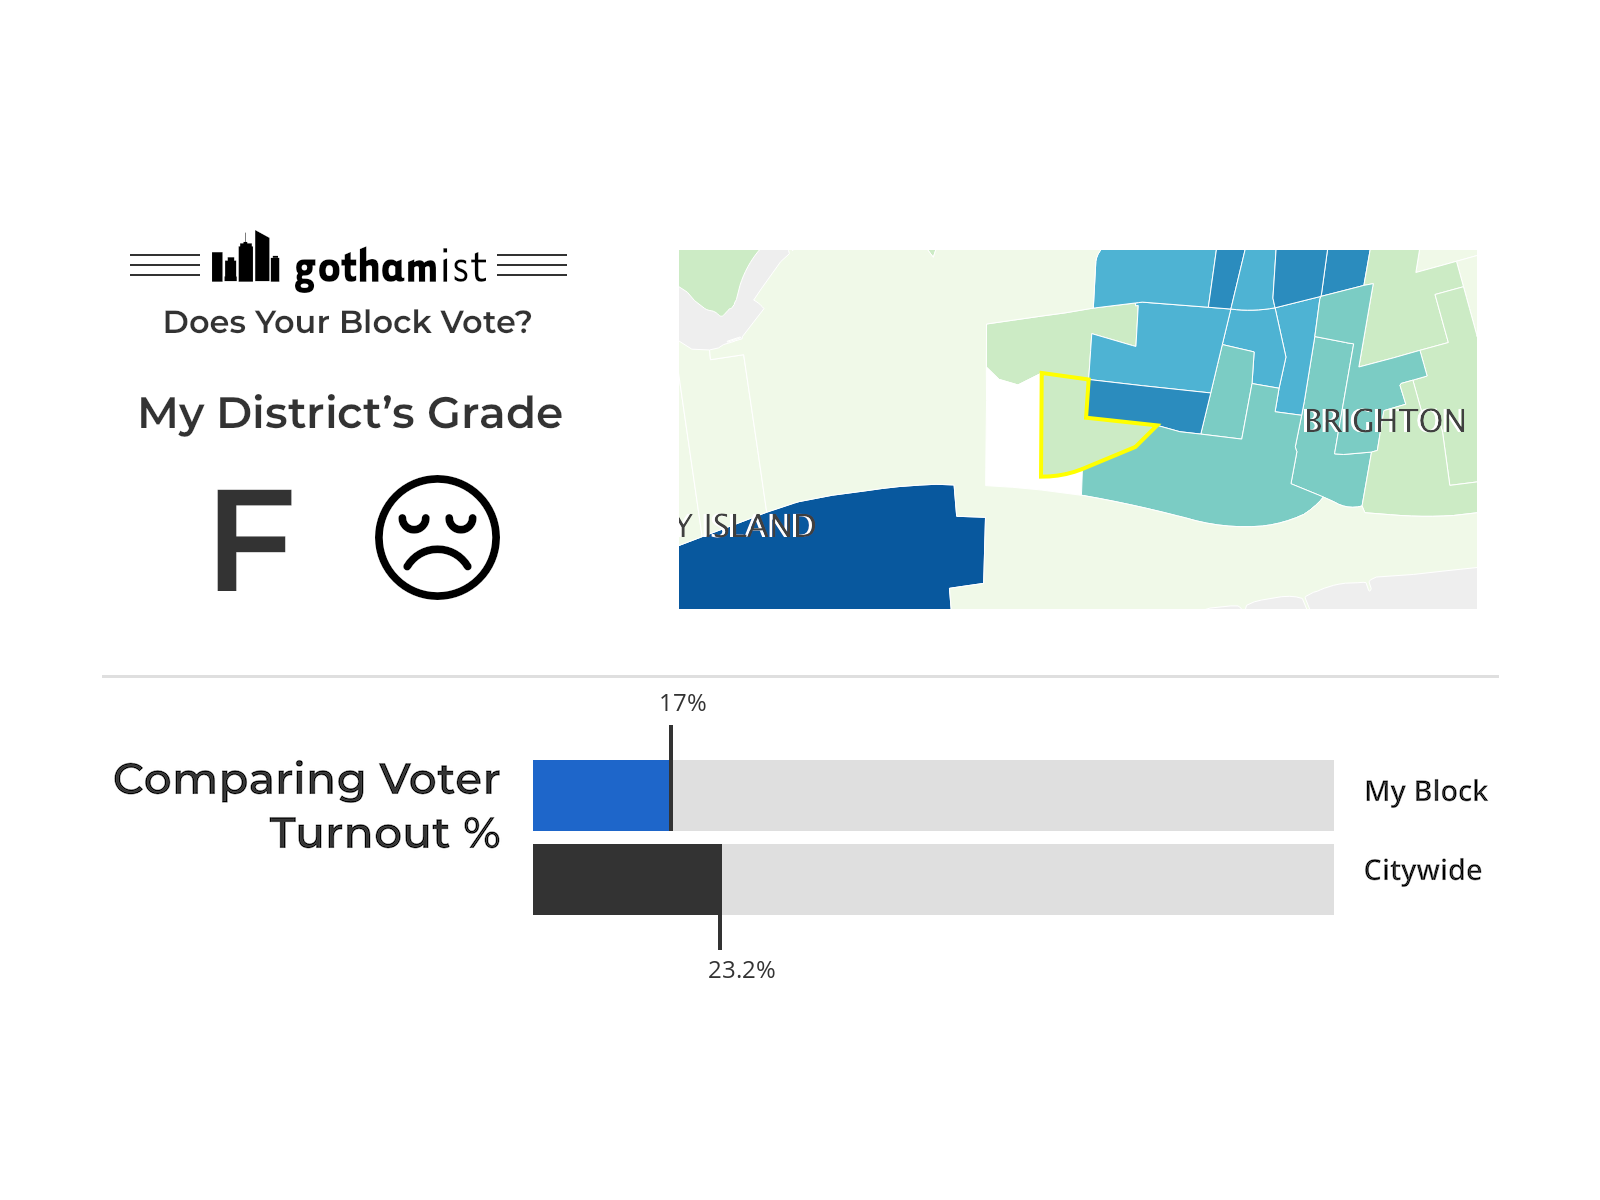 gothamist
Does Your Block Vote?
My District’s Grade
F
Y ISLAND
BRIGHTON
17%
Comparing Voter
Turnout %
My Block
Citywide
23.2%